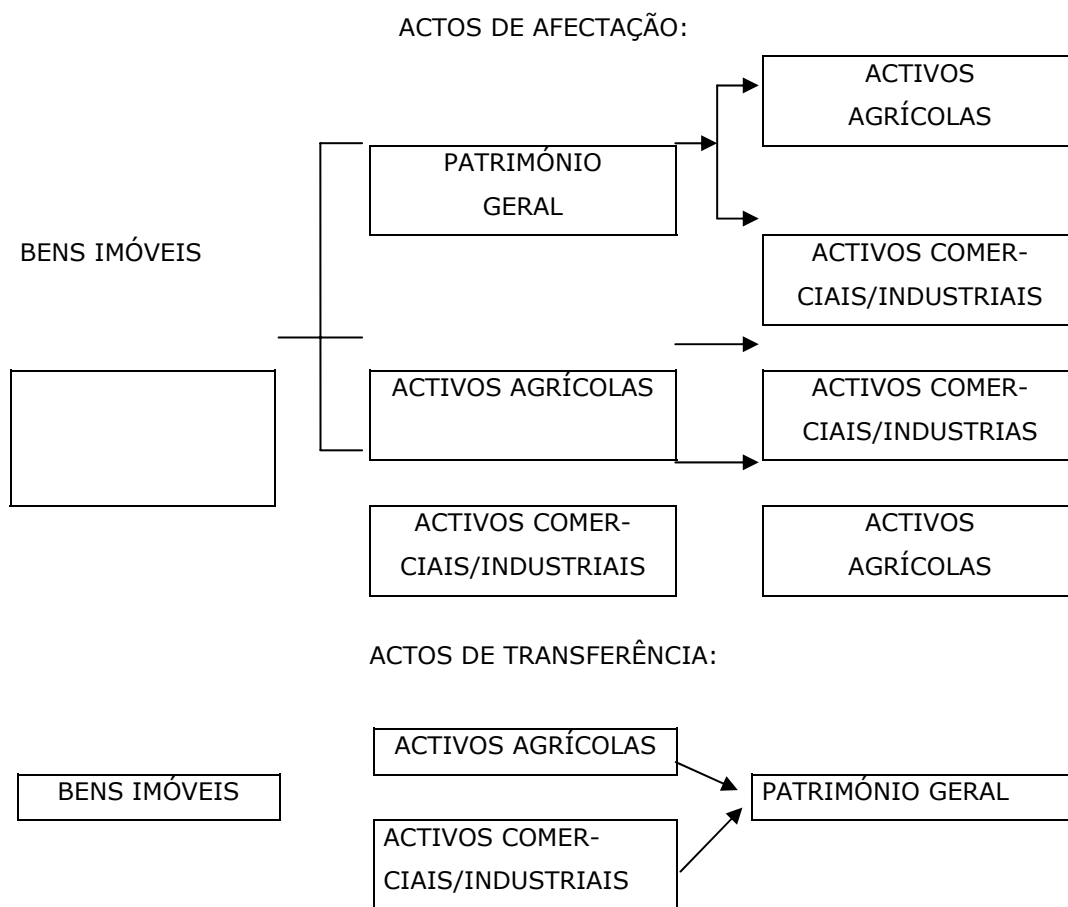 ACTOS DE AFECTAÇÃO:
ACTIVOS
AGRÍCOLAS
PATRIMÓNIO
GERAL
BENS IMÓVEIS
ACTIVOS COMER-
CIAIS/INDUSTRIAIS
ACTIVOS AGRÍCOLAS
ACTIVOS COMER-
CIAIS/INDUSTRIAS
ACTIVOS COMER-
CIAIS/INDUSTRIAIS
ACTIVOS
AGRÍCOLAS
ACTOS DE TRANSFERÊNCIA:
ACTIVOS AGRÍCOLAS
BENS IMÓVEIS
PATRIMÓNIO GERAL
ACTIVOS COMER-
CIAIS/INDUSTRIAIS